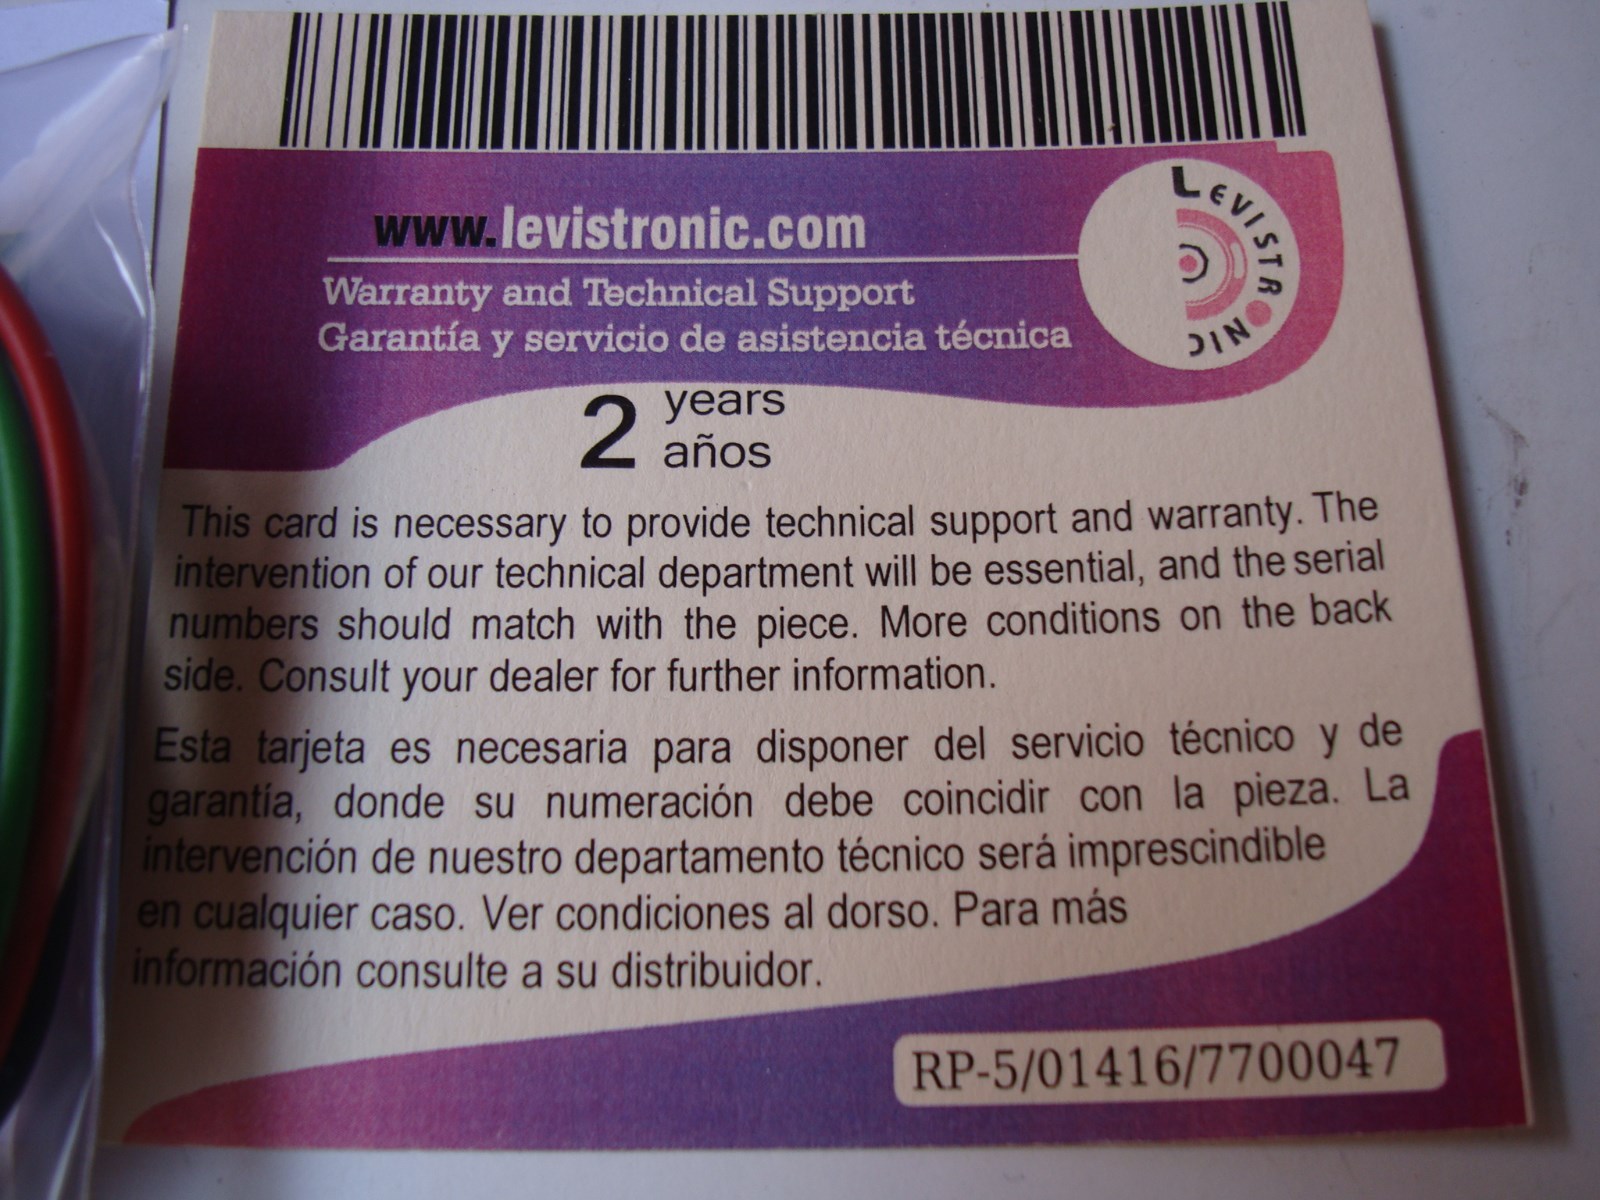 www.levistronic.com
LEVISTRONIC
Warranty and Technical Support
Garantía y servicio de asistencia técnica
2 years
años
This card is necessary to provide technical support and warranty. The
intervention of our technical department will be essential, and the serial
numbers should match with the piece. More conditions on the back
side. Consult your dealer for further information.
Esta tarjeta es necesaria para disponer del servicio técnico y de
garantía, donde su numeración debe coincidir con la pieza. La
intervención de nuestro departamento técnico será imprescindible
en cualquier caso. Ver condiciones al dorso. Para más
información consulte a su distribuidor.
RP-5/01416/7700047